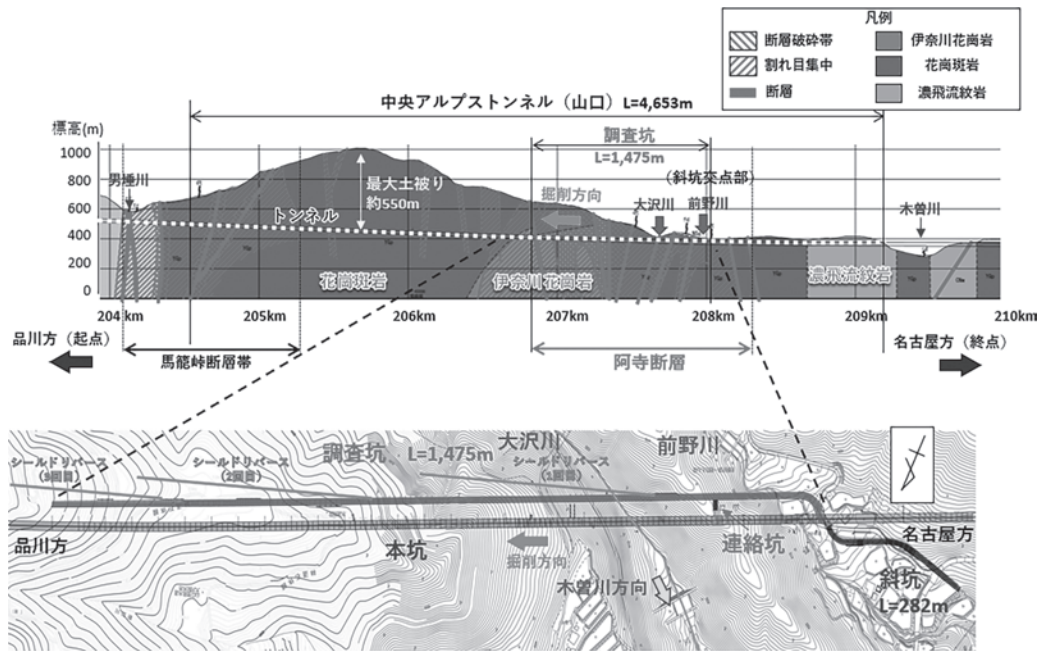 凡例
断層破砕帯
伊奈川花崗岩
割れ目集中
花崗斑岩
断層
濃飛流紋岩
中央アルプストンネル（山口）L=4,653m
標高(m)
調査坑
L=1,475m
1000
800
600
400
200
0
男埵川
最大土被り
約550m
掘削方向
（斜坑交点部）
大沢川
前野川
木曽川
トンネル
花崗斑岩
伊奈川花崗岩
濃飛流紋岩
204km
205km
206km
207km
208km
209km
210km
品川方（起点）
馬籠峠断層帯
阿寺断層
名古屋方（終点）
シールドリバース
（3回目）
シールドリバース
（2回目）
調査坑
L=1,475m
大沢川
シールドリバース
（1回目）
前野川
品川方
本坑
掘削方向
木曽川方向
連絡坑
名古屋方
斜坑
L=282m